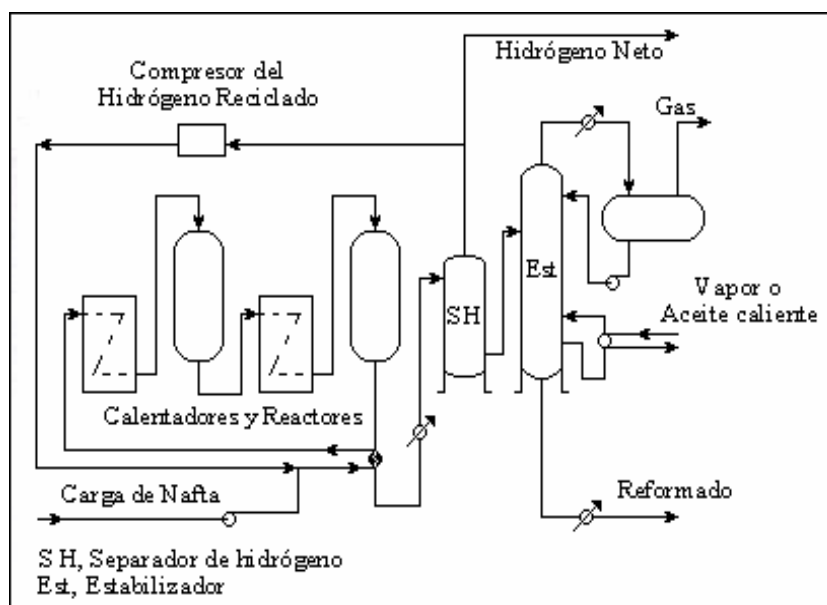 Hidrógeno Neto
Compresor del
Hidrógeno Reciclado
Gas
Est
SH
Vapor o
Aceite caliente
Calentadores y Reactores
Carga de Nafta
Reformado
SH, Separador de hidrógeno
Est, Estabilizador